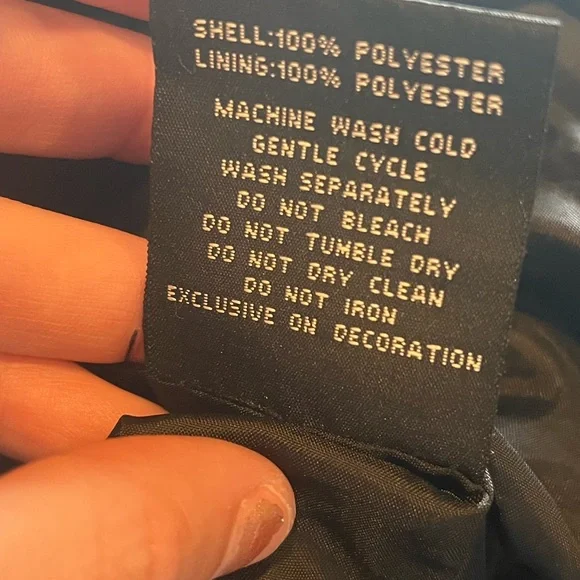 SHELL:100% POLYESTER
LINING:100% POLYESTER
MACHINE WASH COLD
GENTLE CYCLE
WASH SEPARATELY
DO NOT BLEACH
DO NOT TUMBLE DRY
DO NOT DRY CLEAN
DO NOT IRON
EXCLUSIVE ON DECORATION